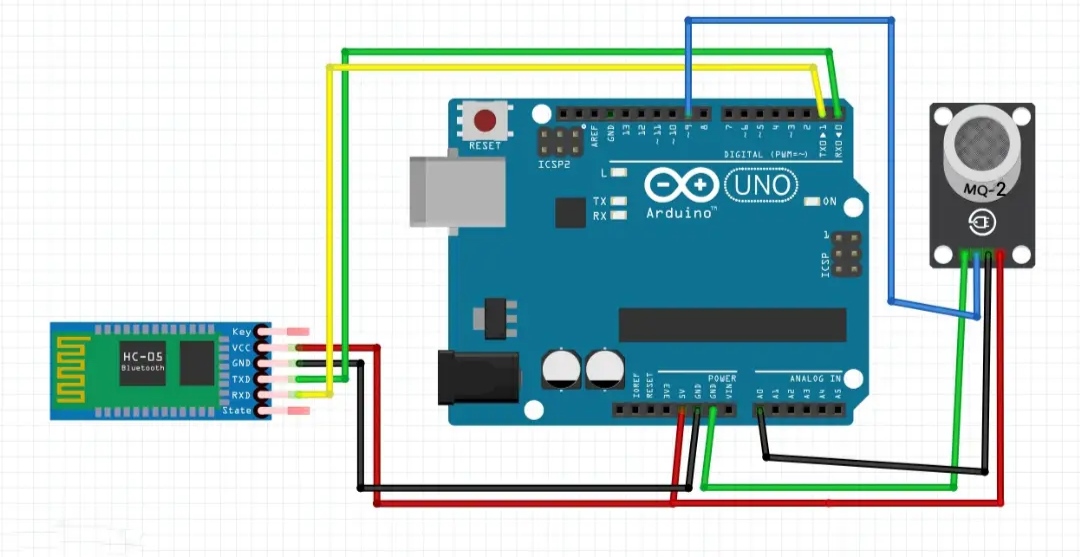 RESET
ICSP2
AREF
GND
13
12
~11
~10
~9
8
7
~6
~5
4
~3
2
TX0▶1
RX0◀0
DIGITAL (PWM=~)
L
TX
RX
UNO
Arduino™
ON
1
ICSP
MQ-2
HC-05
Bluetooth
Key
VCC
GND
TXD
RXD
State
POWER
ANALOG IN
IOREF
RESET
3V3
5V
GND
GND
VIN
A0
A1
A2
A3
A4
A5